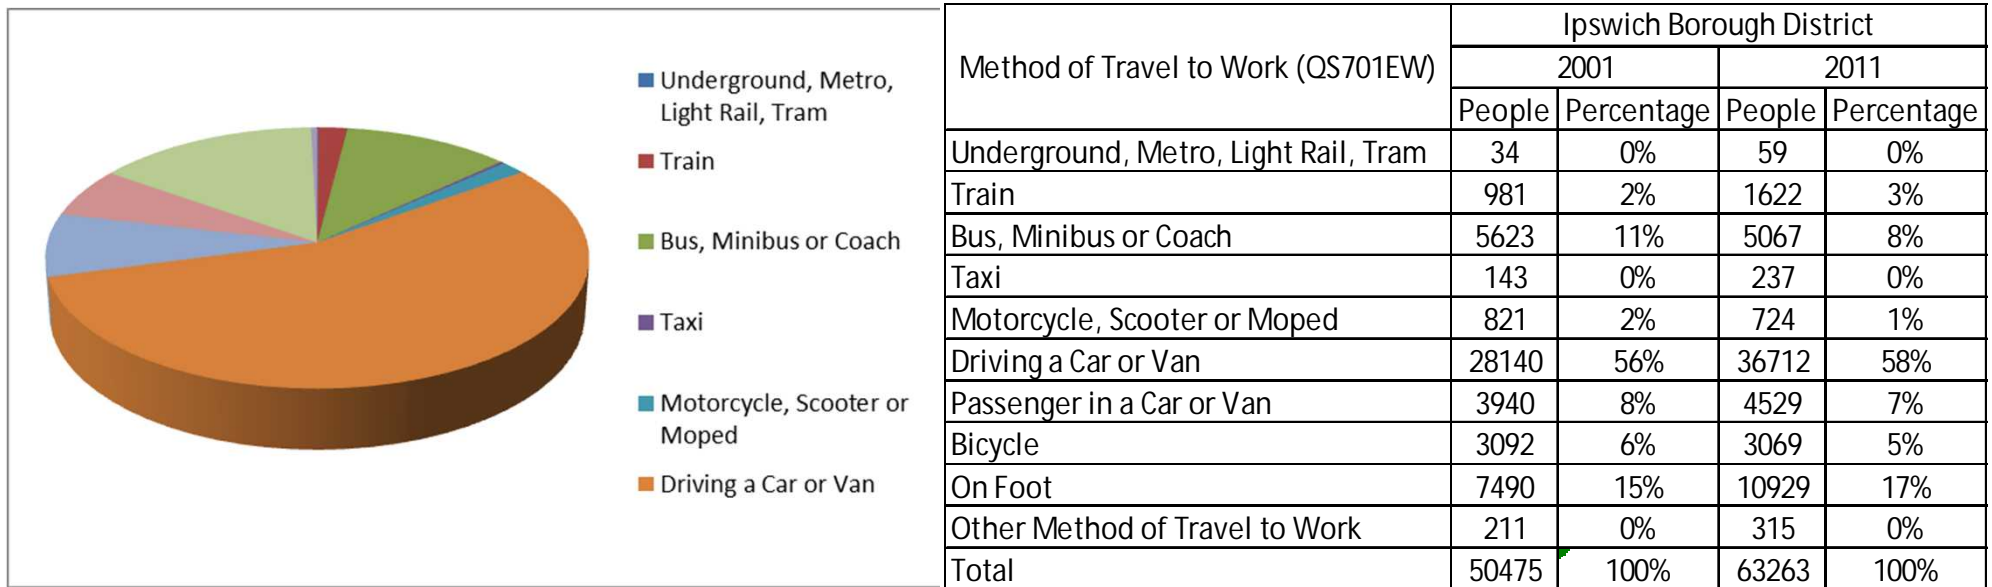 Underground, Metro,
Light Rail, Tram
Train
Bus, Minibus or Coach
Taxi
Motorcycle, Scooter or
Moped
Driving a Car or Van
Method of Travel to Work (QS701EW)
Ipswich Borough District
2001 2011
People Percentage People Percentage
Underground, Metro, Light Rail, Tram 34 0% 59 0%
Train 981 2% 1622 3%
Bus, Minibus or Coach 5623 11% 5067 8%
Taxi 143 0% 237 0%
Motorcycle, Scooter or Moped 821 2% 724 1%
Driving a Car or Van 28140 56% 36712 58%
Passenger in a Car or Van 3940 8% 4529 7%
Bicycle 3092 6% 3069 5%
On Foot 7490 15% 10929 17%
Other Method of Travel to Work 211 0% 315 0%
Total 50475 100% 63263 100%